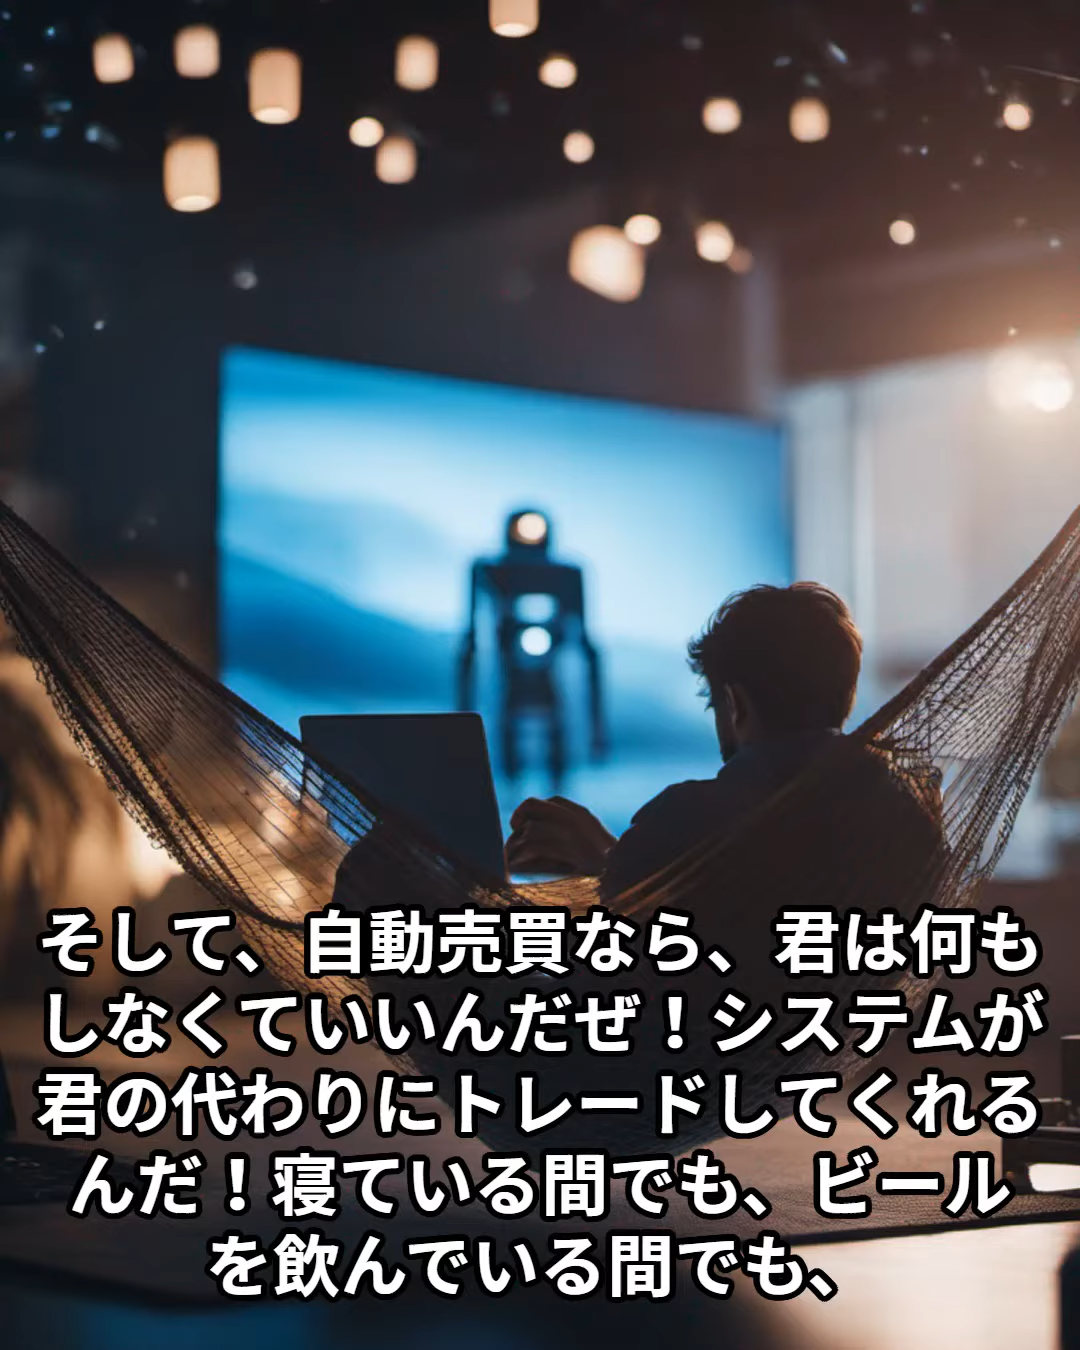 そして、自動売買なら、君は何も
しなくていいんだぜ！システムが
君の代わりにトレードしてくれる
んだ！寝ている間でも、ビール
を飲んでいる間でも、